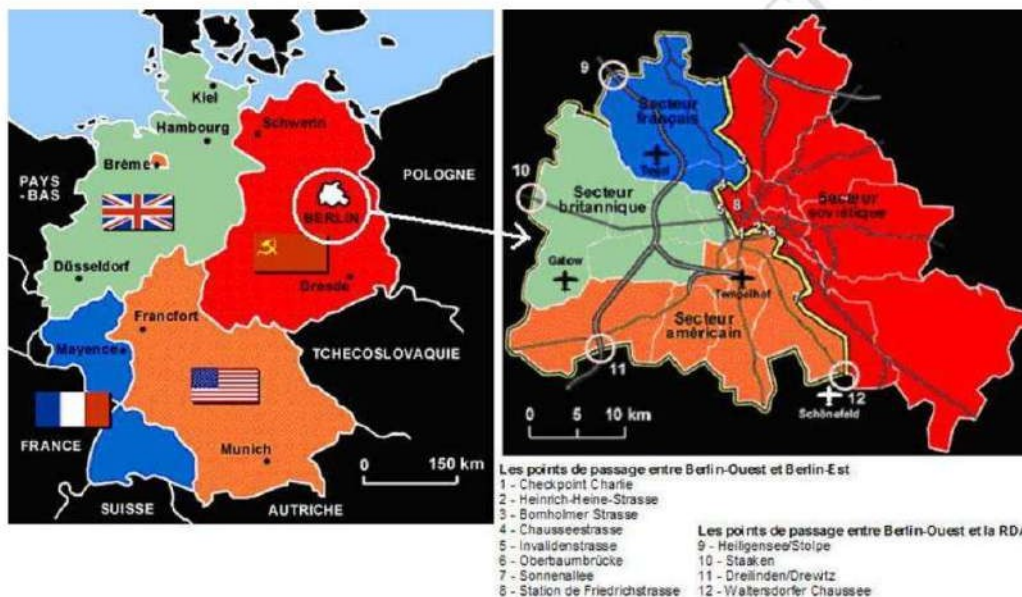 Kiel
Hambourg
Schwerin
Brême
PAYS
-BAS
POLOGNE
BERLIN
Düsseldorf
Dresde
Francfort
Mayence
TCHECOSLOVAQUIE
FRANCE
Munich
0 150 km
SUISSE
AUTRICHE
9
Secteur
français
Tegel
10
Secteur
britannique
8
Secteur
soviétique
Gatow
Tempelhof
Secteur
américain
7
11
12
Schönefeld
0 5 10 km
Les points de passage entre Berlin-Ouest et Berlin-Est
1 - Checkpoint Charlie
2 - Heinrich-Heine-Strasse
3 - Bornholmer Strasse
4 - Chausseestrasse
5 - Invalidenstrasse
6 - Oberbaumbrücke
7 - Sonnenallee
8 - Station de Friedrichstrasse
Les points de passage entre Berlin-Ouest et la RDA
9 - Heiligensee/Stolpe
10 - Staaken
11 - Dreilinden/Drewitz
12 - Waltersdorfer Chaussee